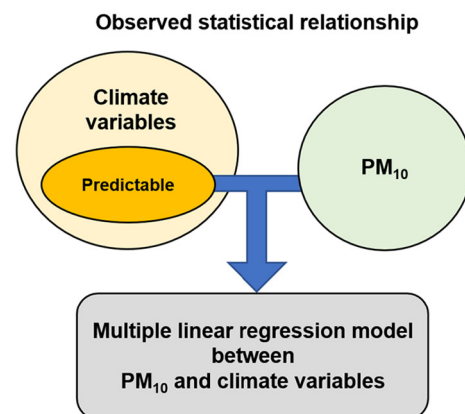 Observed statistical relationship
Climate
variables
Predictable
PM₁₀
Multiple linear regression model
between
PM₁₀ and climate variables